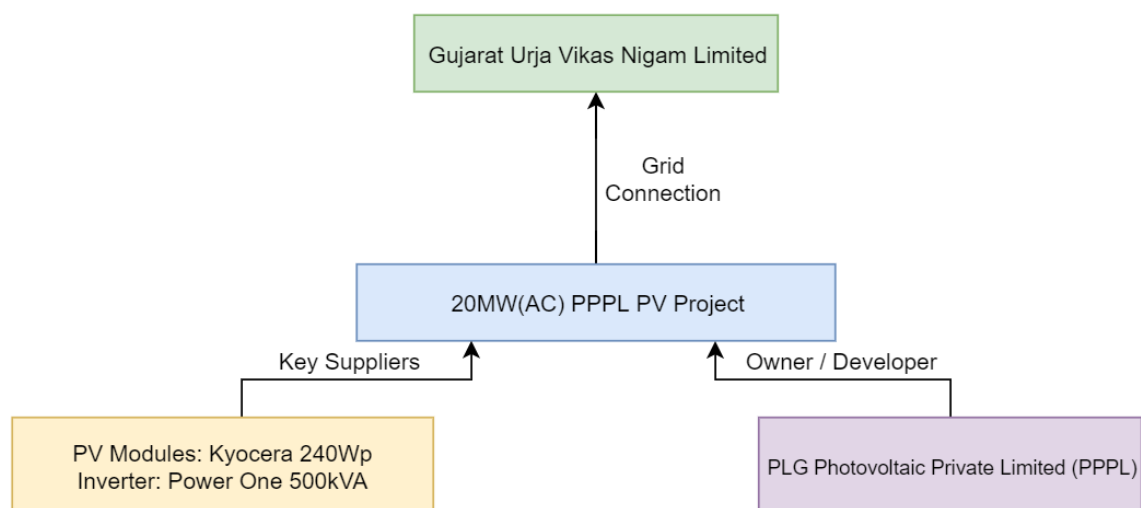 Gujarat Urja Vikas Nigam Limited
Grid
Connection
20MW(AC) PPPL PV Project
Key Suppliers
Owner / Developer
PV Modules: Kyocera 240Wp
Inverter: Power One 500kVA
PLG Photovoltaic Private Limited (PPPL)